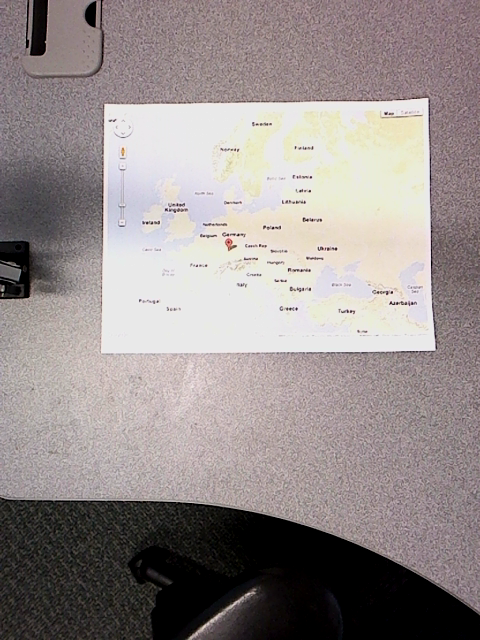 Sweden
Map Satellite
Norway
Finland
Estonia
Latvia
North Sea
Denmark
Lithuania
United
Kingdom
Ireland
Netherlands
Belarus
Poland
Belgium
Germany
Czech Rep
Ukraine
Slovakia
Austria
Hungary
Moldova
France
Romania
Croatia
Italy
Serbia
Bulgaria
Black Sea
Georgia
Caspian
Sea
Azerbaijan
Portugal
Spain
Greece
Turkey
Syria